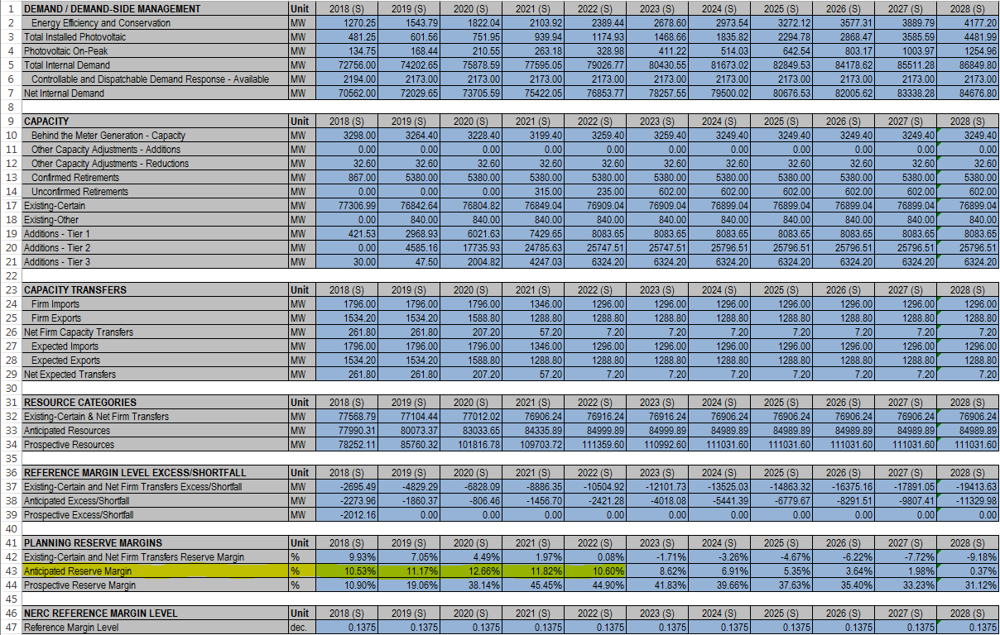 1 DEMAND / DEMAND-SIDE MANAGEMENT Unit 2018 (S) 2019 (S) 2020 (S) 2021 (S) 2022 (S) 2023 (S) 2024 (S) 2025 (S) 2026 (S) 2027 (S) 2028 (S)
2 Energy Efficiency and Conservation MW 1270.25 1543.79 1822.04 2103.92 2389.44 2678.60 2973.54 3272.12 3577.31 3889.79 4177.20
3 Total Installed Photovoltaic MW 481.25 601.56 751.95 939.94 1174.93 1468.66 1835.82 2294.78 2868.47 3585.59 4481.99
4 Photovoltaic On-Peak MW 134.75 168.44 210.55 263.18 328.98 411.22 514.03 642.54 803.17 1003.97 1254.96
5 Total Internal Demand MW 72756.00 74202.65 75878.59 77595.05 79026.77 80430.55 81673.02 82849.53 84178.62 85511.28 86849.80
6 Controllable and Dispatchable Demand Response - Available MW 2194.00 2173.00 2173.00 2173.00 2173.00 2173.00 2173.00 2173.00 2173.00 2173.00 2173.00
7 Net Internal Demand MW 70562.00 72029.65 73705.59 75422.05 76853.77 78257.55 79500.02 80676.53 82005.62 83338.28 84676.80
8
9 CAPACITY Unit 2018 (S) 2019 (S) 2020 (S) 2021 (S) 2022 (S) 2023 (S) 2024 (S) 2025 (S) 2026 (S) 2027 (S) 2028 (S)
10 Behind the Meter Generation - Capacity MW 3298.00 3264.40 3228.40 3199.40 3259.40 3259.40 3249.40 3249.40 3249.40 3249.40 3249.40
11 Other Capacity Adjustments - Additions MW 0.00 0.00 0.00 0.00 0.00 0.00 0.00 0.00 0.00 0.00 0.00
12 Other Capacity Adjustments - Reductions MW 32.60 32.60 32.60 32.60 32.60 32.60 32.60 32.60 32.60 32.60 32.60
13 Confirmed Retirements MW 867.00 5380.00 5380.00 5380.00 5380.00 5380.00 5380.00 5380.00 5380.00 5380.00 5380.00
14 Unconfirmed Retirements MW 0.00 0.00 0.00 315.00 235.00 602.00 602.00 602.00 602.00 602.00 602.00
17 Existing-Certain MW 77306.99 76842.64 76804.82 76849.04 76909.04 76909.04 76899.04 76899.04 76899.04 76899.04 76899.04
18 Existing-Other MW 0.00 840.00 840.00 840.00 840.00 840.00 840.00 840.00 840.00 840.00 840.00
19 Additions - Tier 1 MW 421.53 2968.93 6021.63 7429.65 8083.65 8083.65 8083.65 8083.65 8083.65 8083.65 8083.65
20 Additions - Tier 2 MW 0.00 4585.16 17735.93 24785.63 25747.51 25747.51 25796.51 25796.51 25796.51 25796.51 25796.51
21 Additions - Tier 3 MW 30.00 47.50 2004.82 4247.03 6324.20 6324.20 6324.20 6324.20 6324.20 6324.20 6324.20
22
23 CAPACITY TRANSFERS Unit 2018 (S) 2019 (S) 2020 (S) 2021 (S) 2022 (S) 2023 (S) 2024 (S) 2025 (S) 2026 (S) 2027 (S) 2028 (S)
24 Firm Imports MW 1796.00 1796.00 1796.00 1346.00 1296.00 1296.00 1296.00 1296.00 1296.00 1296.00 1296.00
25 Firm Exports MW 1534.20 1534.20 1588.80 1288.80 1288.80 1288.80 1288.80 1288.80 1288.80 1288.80 1288.80
26 Net Firm Capacity Transfers MW 261.80 261.80 207.20 57.20 7.20 7.20 7.20 7.20 7.20 7.20 7.20
27 Expected Imports MW 1796.00 1796.00 1796.00 1346.00 1296.00 1296.00 1296.00 1296.00 1296.00 1296.00 1296.00
28 Expected Exports MW 1534.20 1534.20 1588.80 1288.80 1288.80 1288.80 1288.80 1288.80 1288.80 1288.80 1288.80
29 Net Expected Transfers MW 261.80 261.80 207.20 57.20 7.20 7.20 7.20 7.20 7.20 7.20 7.20
30
31 RESOURCE CATEGORIES Unit 2018 (S) 2019 (S) 2020 (S) 2021 (S) 2022 (S) 2023 (S) 2024 (S) 2025 (S) 2026 (S) 2027 (S) 2028 (S)
32 Existing-Certain & Net Firm Transfers MW 77568.79 77104.44 77012.02 76906.24 76916.24 76916.24 76906.24 76906.24 76906.24 76906.24 76906.24
33 Anticipated Resources MW 77990.31 80073.37 83033.65 84335.89 84999.89 84999.89 84989.89 84989.89 84989.89 84989.89 84989.89
34 Prospective Resources MW 78252.11 85760.32 101816.78 109703.72 111359.60 110992.60 111031.60 111031.60 111031.60 111031.60 111031.60
35
36 REFERENCE MARGIN LEVEL EXCESS/SHORTFALL Unit 2018 (S) 2019 (S) 2020 (S) 2021 (S) 2022 (S) 2023 (S) 2024 (S) 2025 (S) 2026 (S) 2027 (S) 2028 (S)
37 Existing-Certain and Net Firm Transfers Excess/Shortfall MW -2695.49 -4829.29 -6828.09 -8886.35 -10504.92 -12101.73 -13525.03 -14863.32 -16375.16 -17891.05 -19413.63
38 Anticipated Excess/Shortfall MW -2273.96 -1860.37 -806.46 -1456.70 -2421.28 -4018.08 -5441.39 -6779.67 -8291.51 -9807.41 -11329.98
39 Prospective Excess/Shortfall MW -2012.16 0.00 0.00 0.00 0.00 0.00 0.00 0.00 0.00 0.00 0.00
40
41 PLANNING RESERVE MARGINS Unit 2018 (S) 2019 (S) 2020 (S) 2021 (S) 2022 (S) 2023 (S) 2024 (S) 2025 (S) 2026 (S) 2027 (S) 2028 (S)
42 Existing-Certain and Net Firm Transfers Reserve Margin % 9.93% 7.05% 4.49% 1.97% 0.08% -1.71% -3.26% -4.67% -6.22% -7.72% -9.18%
43 Anticipated Reserve Margin % 10.53% 11.17% 12.66% 11.82% 10.60% 8.62% 6.91% 5.35% 3.64% 1.98% 0.37%
44 Prospective Reserve Margin % 10.90% 19.06% 38.14% 45.45% 44.90% 41.83% 39.66% 37.63% 35.40% 33.23% 31.12%
45
46 NERC REFERENCE MARGIN LEVEL Unit 2018 (S) 2019 (S) 2020 (S) 2021 (S) 2022 (S) 2023 (S) 2024 (S) 2025 (S) 2026 (S) 2027 (S) 2028 (S)
47 Reference Margin Level dec. 0.1375 0.1375 0.1375 0.1375 0.1375 0.1375 0.1375 0.1375 0.1375 0.1375 0.1375